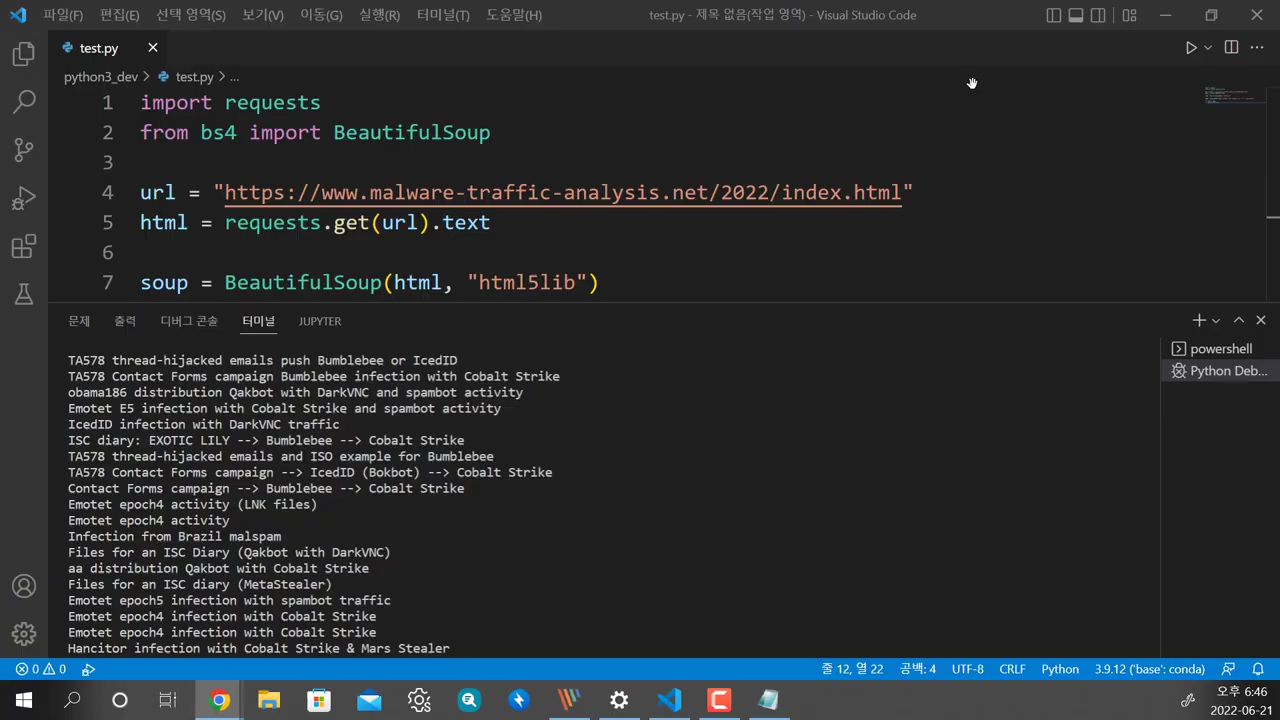 파일(F) 편집(E) 선택 영역(S) 보기(V) 이동(G) 실행(R) 터미널(T) 도움말(H) test.py - 제목 없음(작업 영역) - Visual Studio Code
test.py
python3_dev > test.py > ...
1 import requests
2 from bs4 import BeautifulSoup
3
4 url = "https://www.malware-traffic-analysis.net/2022/index.html"
5 html = requests.get(url).text
6
7 soup = BeautifulSoup(html, "html5lib")
문제 출력 디버그 콘솔 터미널 JUPYTER
powershell
Python Deb...
TA578 thread-hijacked emails push Bumblebee or IcedID
TA578 Contact Forms campaign Bumblebee infection with Cobalt Strike
obama186 distribution Qakbot with DarkVNC and spambot activity
Emotet E5 infection with Cobalt Strike and spambot activity
IcedID infection with DarkVNC traffic
ISC diary: EXOTIC LILY --> Bumblebee --> Cobalt Strike
TA578 thread-hijacked emails and ISO example for Bumblebee
TA578 Contact Forms campaign --> IcedID (Bokbot) --> Cobalt Strike
Contact Forms campaign --> Bumblebee --> Cobalt Strike
Emotet epoch4 activity (LNK files)
Emotet epoch4 activity
Infection from Brazil malspam
Files for an ISC Diary (Qakbot with DarkVNC)
aa distribution Qakbot with Cobalt Strike
Files for an ISC diary (MetaStealer)
Emotet epoch5 infection with spambot traffic
Emotet epoch4 infection with Cobalt Strike
Emotet epoch4 infection with Cobalt Strike
Hancitor infection with Cobalt Strike & Mars Stealer
0 0 줄 12, 열 22 공백: 4 UTF-8 CRLF Python 3.9.12 ('base': conda)
오후 6:46
2022-06-21